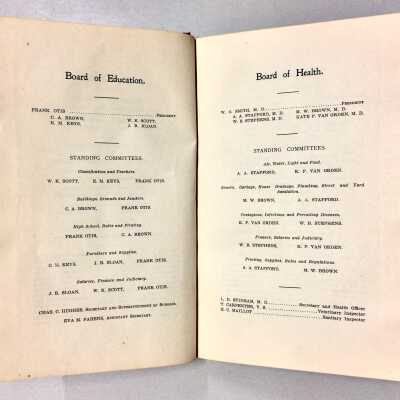 Board of Education.
FRANK OTIS PRESIDENT
C. A. BROWN, W. K. SCOTT,
E. M. KEYS, J. B. SLOAN.
STANDING COMMITTEES.
Classification and Teachers.
W. K. SCOTT, E. M. KEYS, FRANK OTIS.
Buildings, Grounds and Janitors.
C. A. BROWN, FRANK OTIS.
High School, Rules and Printing.
FRANK OTIS, C. A. BROWN
Furniture and Supplies.
KEYS, J. B. SLOAN, FRANK OTIS.
Salaries, Finance and Judiciary.
J. B. SLOAN, W. K. SCOTT, FRANK OTIS.
CHAS. C. HUGHES, SECRETARY AND SUPERINTENDENT OF SCHOOLS.
EVA M. ASSISTANT SECRETARY.
Board of Health.
W. O. SMITH, M. D. PRESIDENT
A. A. STAFFORD, M. D. BROWN, M. D.
W. B. STEPHENS, M. D. KATE P. VAN ORDEN, M. D.
STANDING COMMITTEES.
Air, Water, Light and Food.
A. A. STAFFORD, K. P. VAN ORDEN.
Sewers, Garbage, House Drainage, Plumbing, Street and Yard
Sanitation.
M. W. BROWN, A. A. STAFFORD.
Contagious, Infectious and Preventing Diseases.
K. P. VAN ORDEN, W. B. STEPHENS.
Finance, Salaries and Judiciary.
W. B. STEPHENS, K. P. VAN ORDEN.
Printing, Supplies, Rules and Regulations.
A. A. STAFFORD, M. W. BROWN
M. D. Secretary and Health Officer
T. CARPENTER, V. S. Veterinary Inspector
MAILLOT Sanitary Inspector